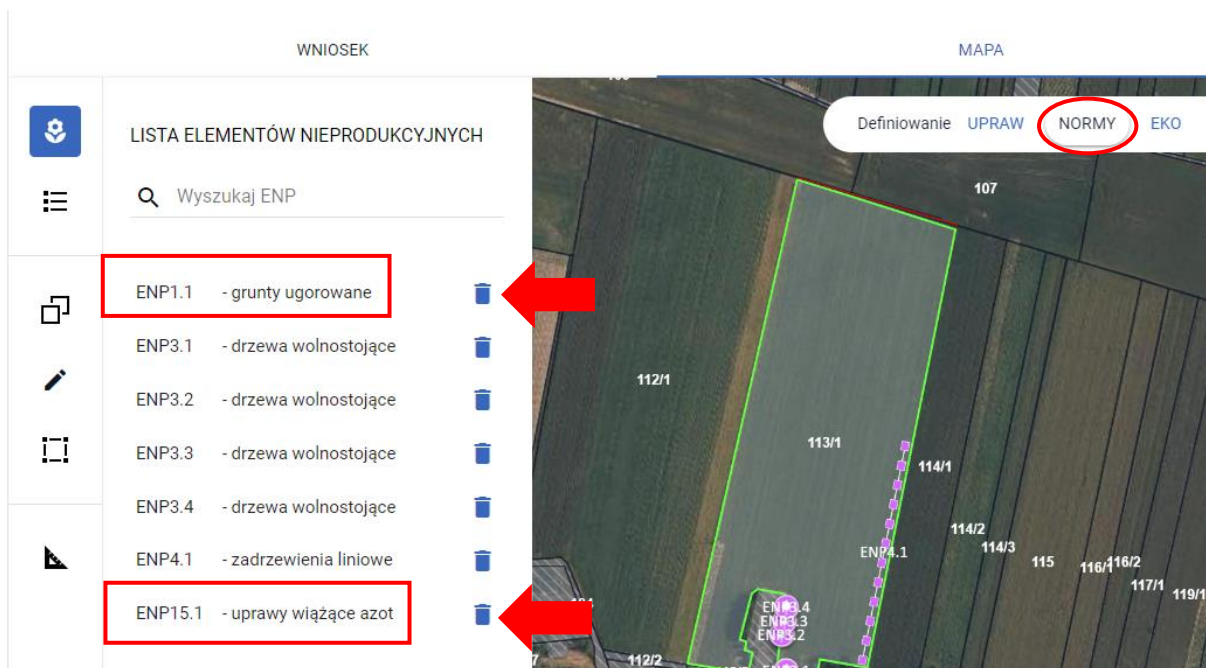 WNIOSEK
MAPA
LISTA ELEMENTÓW NIEPRODUKCYJNYCH
Wyszukaj ENP
ENP1.1 - grunty ugorowane
ENP3.1 - drzewa wolnostojące
ENP3.2 - drzewa wolnostojące
ENP3.3 - drzewa wolnostojące
ENP3.4 - drzewa wolnostojące
ENP4.1 - zadrzewienia liniowe
ENP15.1 - uprawy wiążące azot
Definiowanie UPRAW NORMY EKO
107
112/1
113/1
114/1
114/2
114/3
115
116/1
116/2
117/1
119/1
ENP4.1
ENP3.4
ENP3.3
ENP3.2
112/2